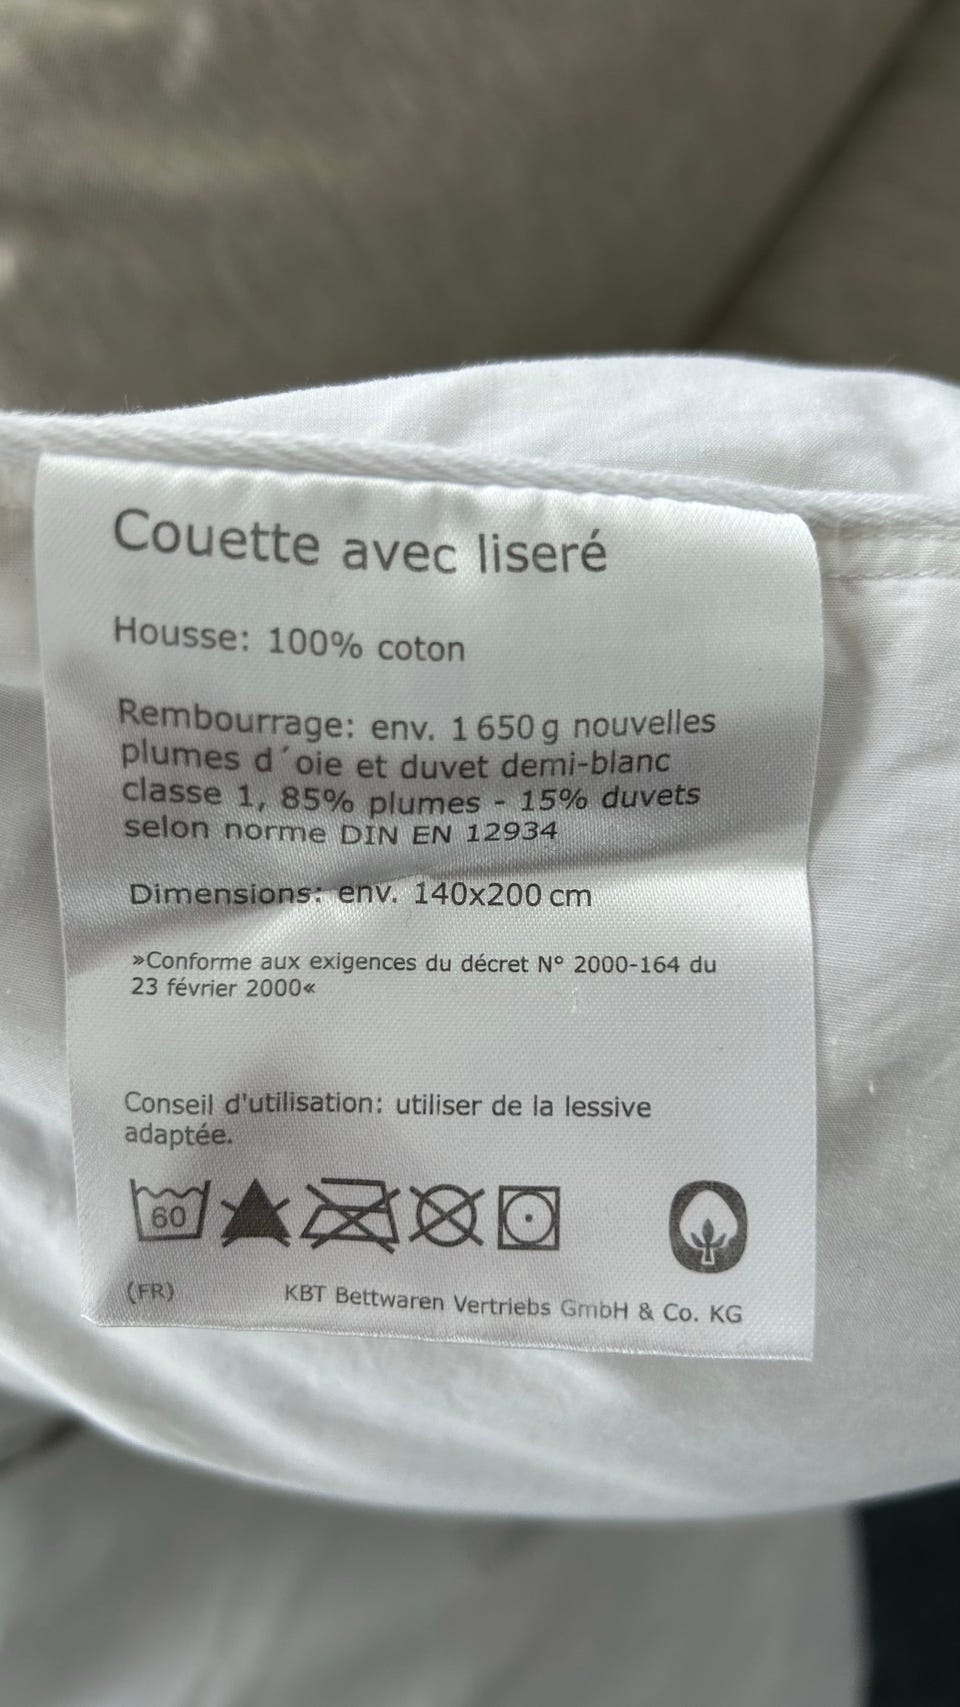 Couette avec liseré
Housse: 100% coton
Rembourrage: env. 1 650 g nouvelles
plumes d´oie et duvet demi-blanc
classe 1, 85% plumes - 15% duvets
selon norme DIN EN 12934
Dimensions: env. 140x200 cm
»Conforme aux exigences du décret N° 2000-164 du
23 février 2000«
Conseil d'utilisation: utiliser de la lessive
adaptée.
60
(FR) KBT Bettwaren Vertriebs GmbH & Co. KG